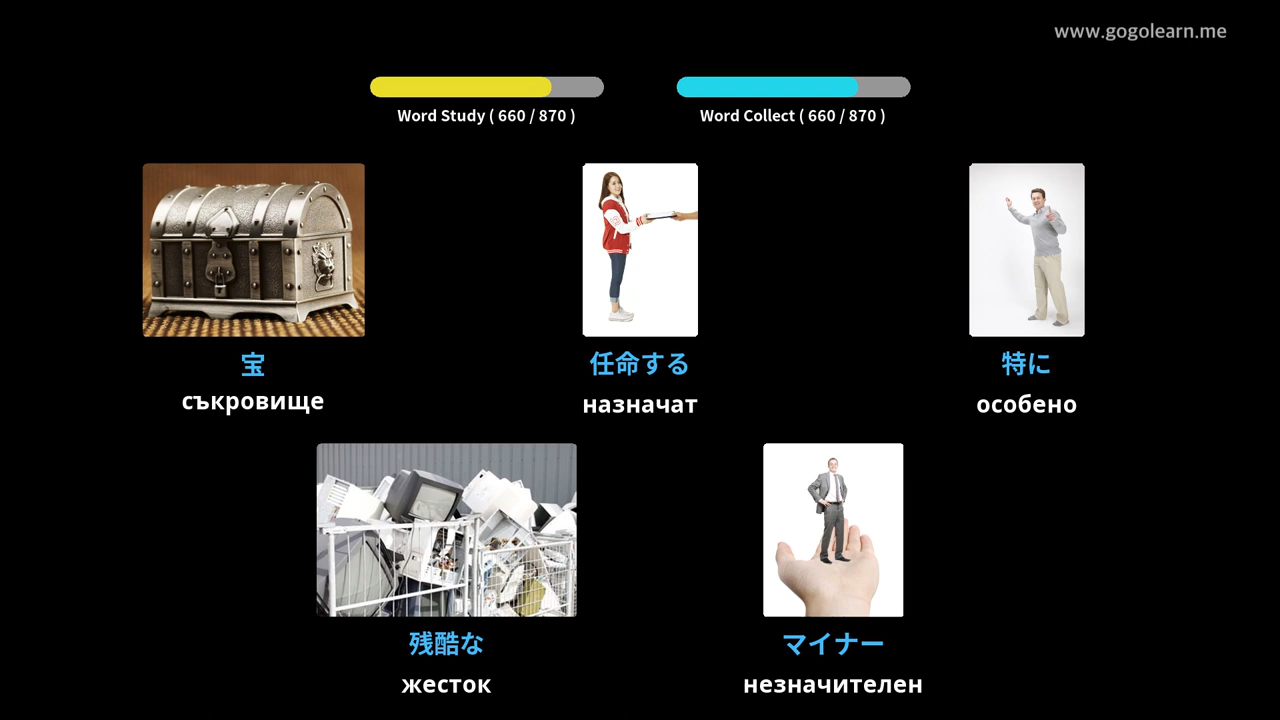 www.gogolearn.me
Word Study ( 660 / 870 )
Word Collect ( 660 / 870 )
宝
任命する
特に
съкровище
назначат
особено
残酷な
マイナー
жесток
незначителен